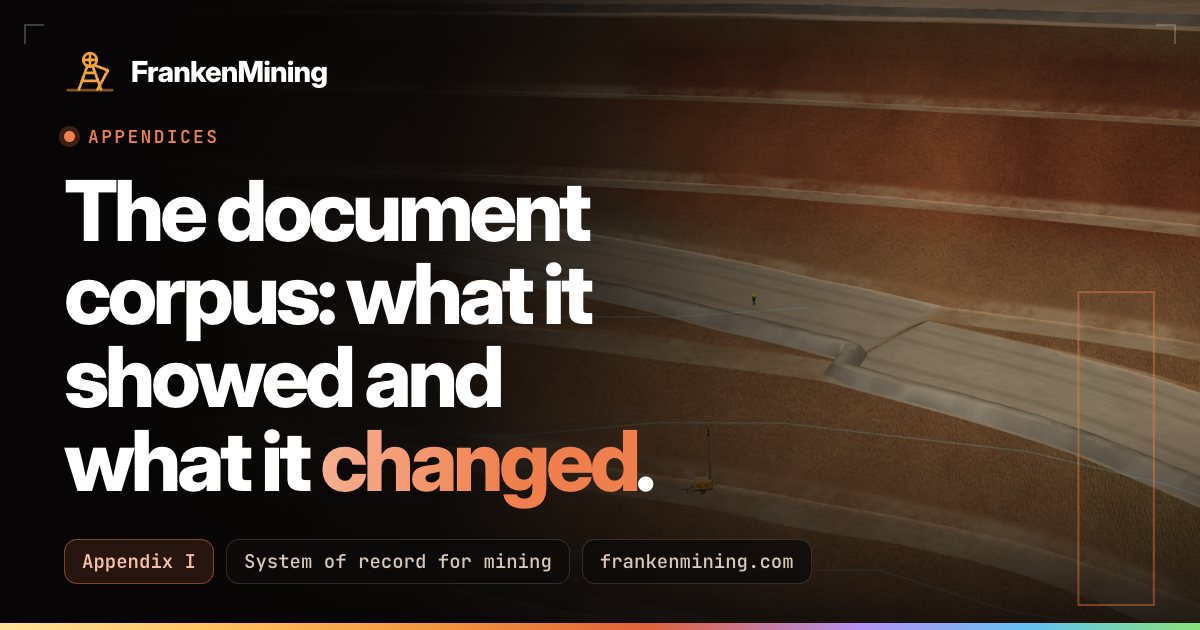 FrankenMining
APPENDICES
The document
corpus: what it
showed and
what it changed.
Appendix I
System of record for mining
frankenmining.com